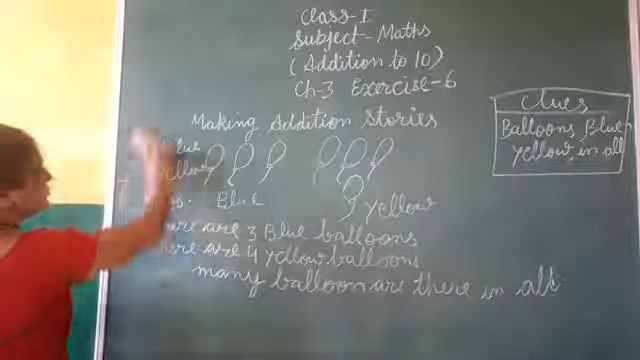 Class-I
Subject-Maths
(Addition to 10)
Ch-3 Exercise-6
Making Addition Stories
Clues
Balloons, Blue
yellow, in all
Blue
yellow
Blue
yellow
are 3 Blue balloons
are 4 yellow balloons
many balloon are there in all